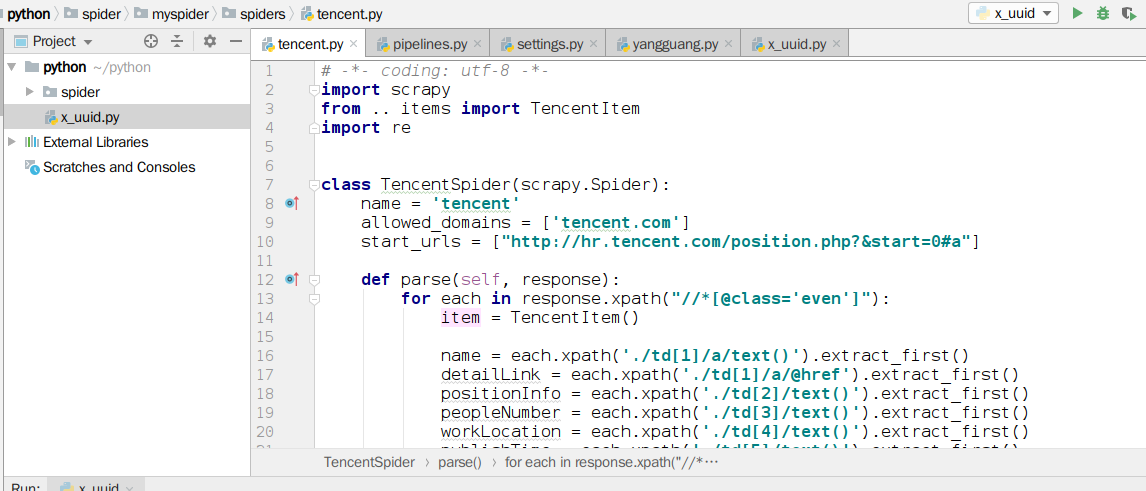 python spider myspider spiders tencent.py
x_uuid
Project
tencent.py pipelines.py settings.py yangguang.py x_uuid.py
python ~/python
spider
x_uuid.py
External Libraries
Scratches and Consoles
1 # -*- coding: utf-8 -*-
2 import scrapy
3 from .. items import TencentItem
4 import re
5
6
7 class TencentSpider(scrapy.Spider):
8 name = 'tencent'
9 allowed_domains = ['tencent.com']
10 start_urls = ["http://hr.tencent.com/position.php?&start=0#a"]
11
12 def parse(self, response):
13 for each in response.xpath("//*[@class='even']"):
14 item = TencentItem()
15
16 name = each.xpath('./td[1]/a/text()').extract_first()
17 detailLink = each.xpath('./td[1]/a/@href').extract_first()
18 positionInfo = each.xpath('./td[2]/text()').extract_first()
19 peopleNumber = each.xpath('./td[3]/text()').extract_first()
20 workLocation = each.xpath('./td[4]/text()').extract_first()
TencentSpider parse() for each in response.xpath("//*···
Run: x_uuid